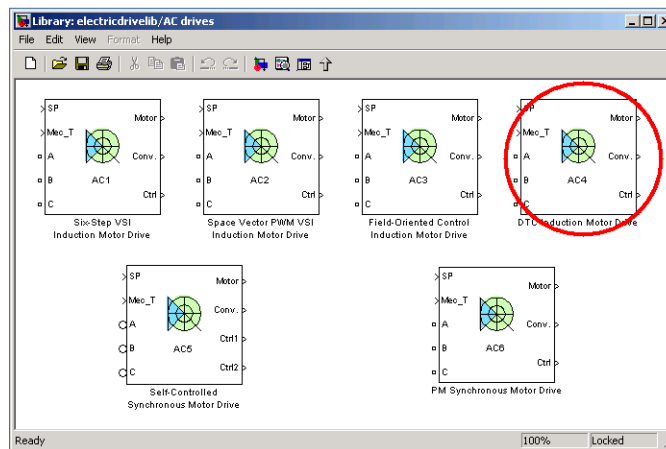 Library: electricdrivelib/AC drives
File Edit View Format Help
SP
Mec_T
A
B
C
Motor
Conv.
Ctrl
AC1
Six-Step VSI
Induction Motor Drive
SP
Mec_T
A
B
C
Motor
Conv.
Ctrl
AC2
Space Vector PWM VSI
Induction Motor Drive
SP
Mec_T
A
B
C
Motor
Conv.
Ctrl
AC3
Field-Oriented Control
Induction Motor Drive
SP
Mec_T
A
B
C
Motor
Conv.
Ctrl
AC4
DTC Induction Motor Drive
SP
Mec_T
A
B
C
Motor
Conv.
Ctrl1
Ctrl2
AC5
Self-Controlled
Synchronous Motor Drive
SP
Mec_T
A
B
C
Motor
Conv.
Ctrl
AC6
PM Synchronous Motor Drive
Ready 100% Locked